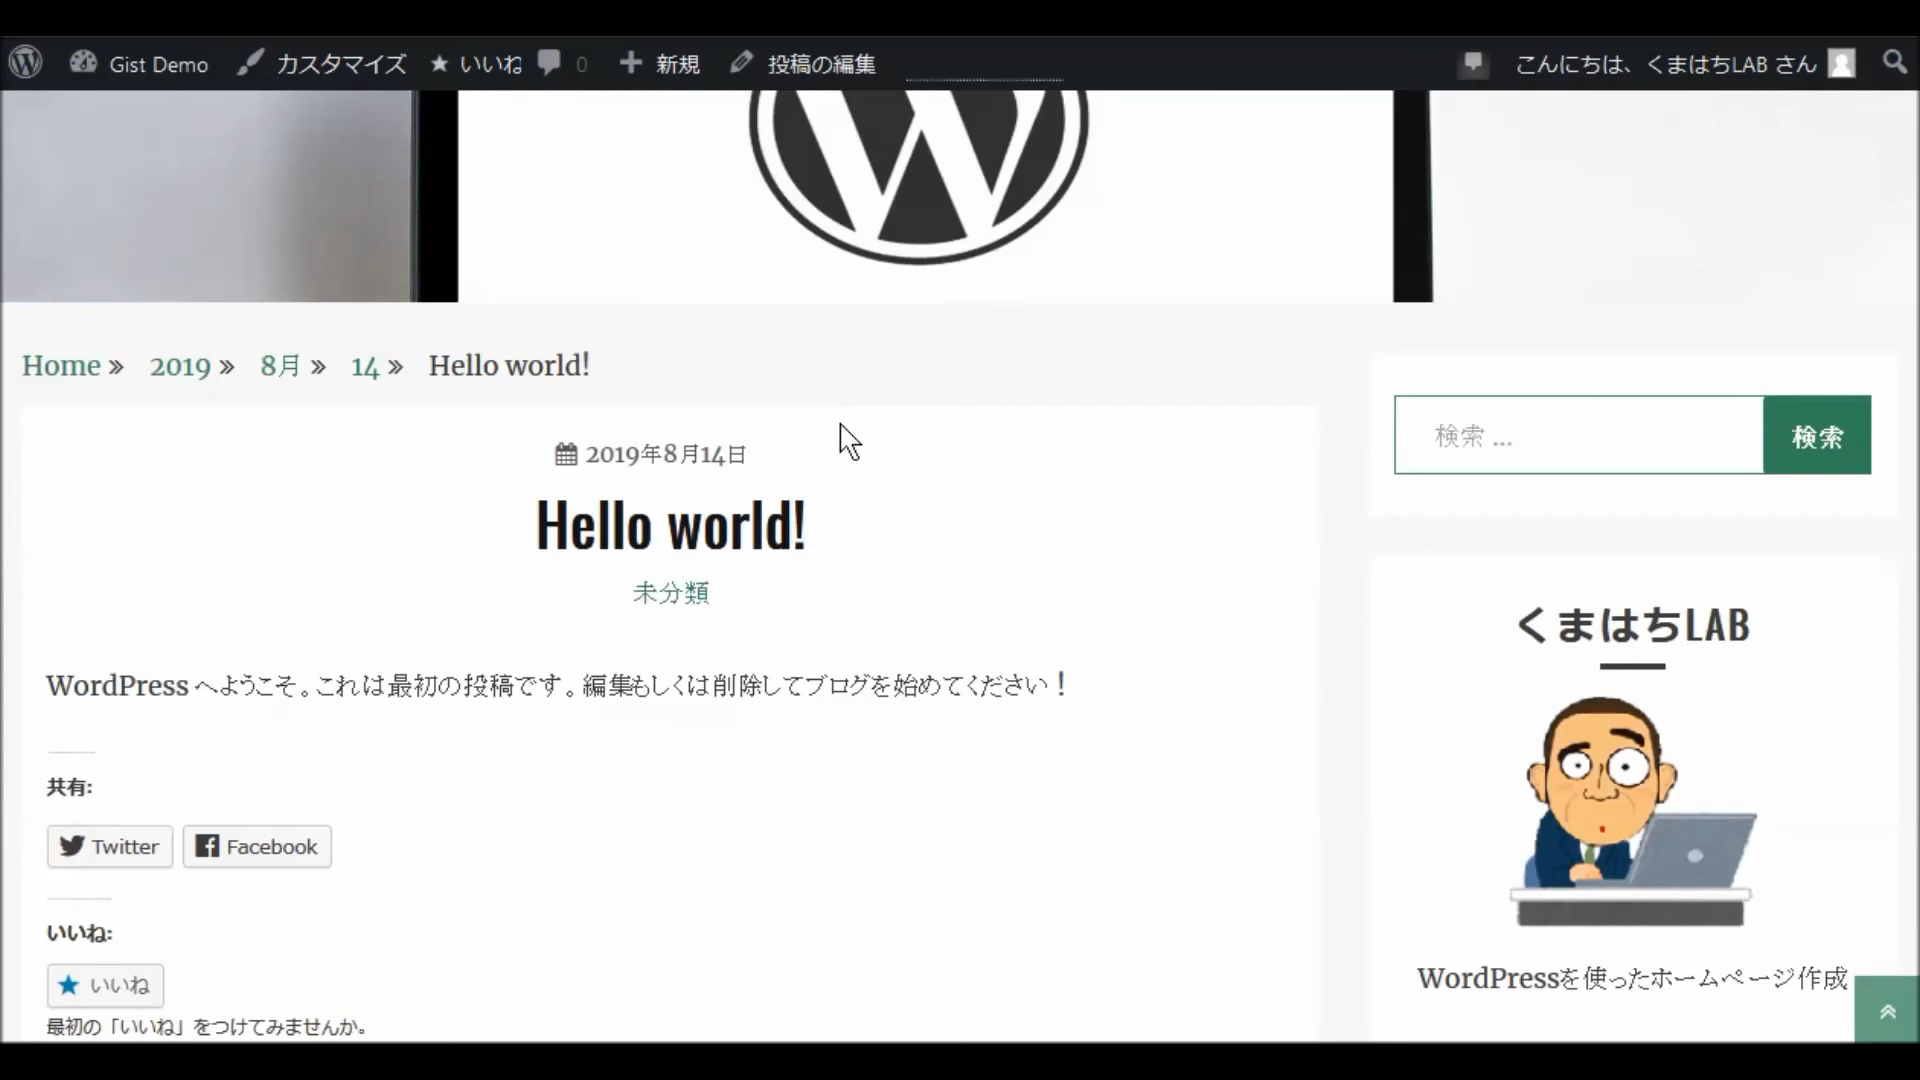 Gist Demo カスタマイズ いいね 0 新規 投稿の編集 こんにちは、くまはちLAB さん
Home » 2019 » 8月 » 14 » Hello world!
2019年8月14日
Hello world!
未分類
WordPress へようこそ。これは最初の投稿です。編集もしくは削除してブログを始めてください！
共有:
Twitter Facebook
いいね:
いいね
最初の「いいね」をつけてみませんか。
検索 ... 検索
くまはちLAB
WordPressを使ったホームページ作成